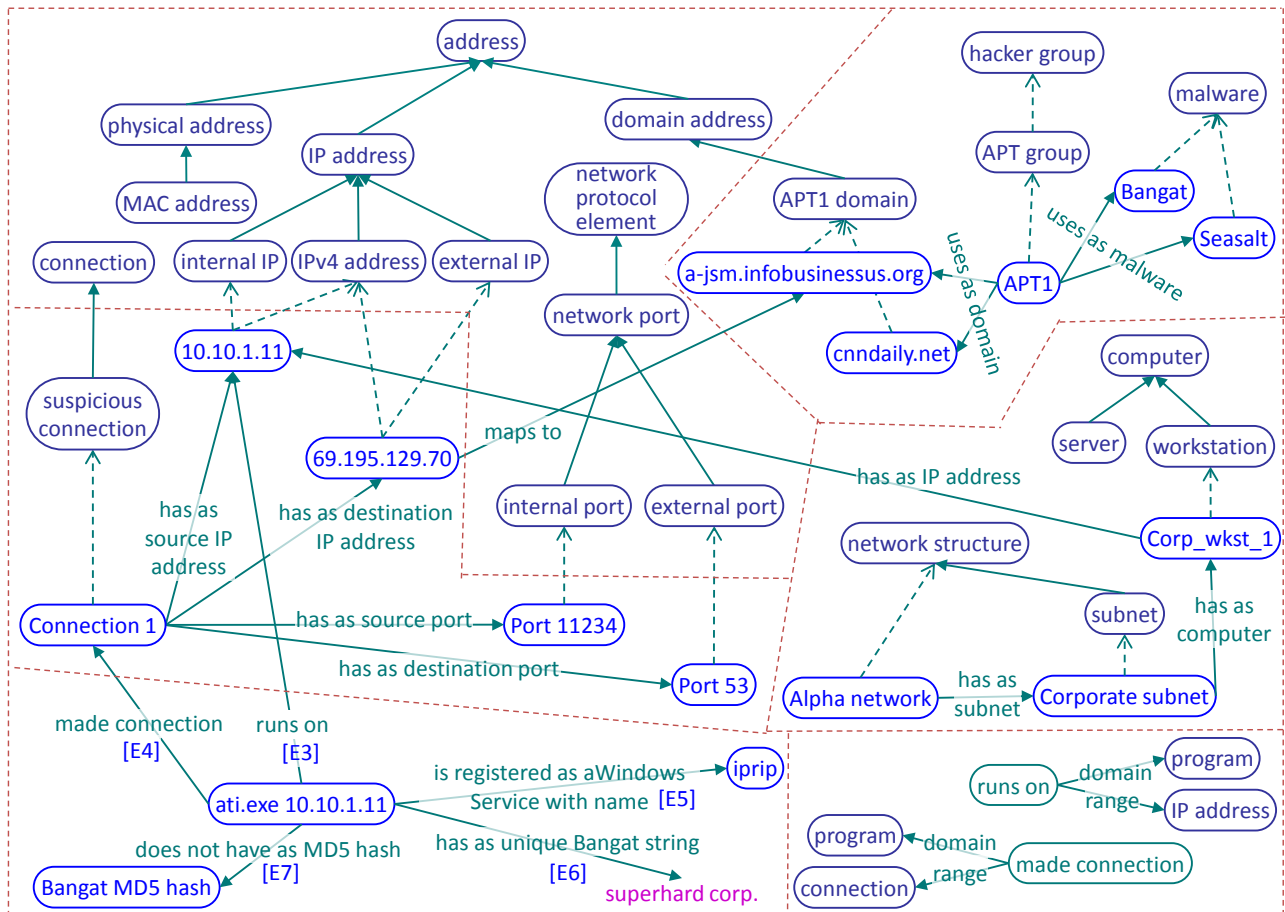 address
hacker group
malware
physical address
domain address
IP address
APT group
network
protocol
element
MAC address
APT1 domain
Bangat
uses as malware
Seasalt
connection
internal IP
IPv4 address
external IP
a-jsm.infobusinessus.org
uses as domain
APT1
network port
10.10.1.11
cnndaily.net
computer
suspicious
connection
maps to
server
workstation
69.195.129.70
has as IP address
internal port
external port
has as
source IP
address
has as destination
IP address
network structure
Corp_wkst_1
subnet
has as
computer
Connection 1
has as source port
Port 11234
has as destination port
Port 53
Alpha network
has as
subnet
Corporate subnet
made connection
[E4]
runs on
[E3]
is registered as aWindows
Service with name [E5]
iprip
runs on
domain
range
program
IP address
ati.exe 10.10.1.11
has as unique Bangat string
[E6]
superhard corp.
does not have as MD5 hash
[E7]
Bangat MD5 hash
program
connection
domain
range
made connection